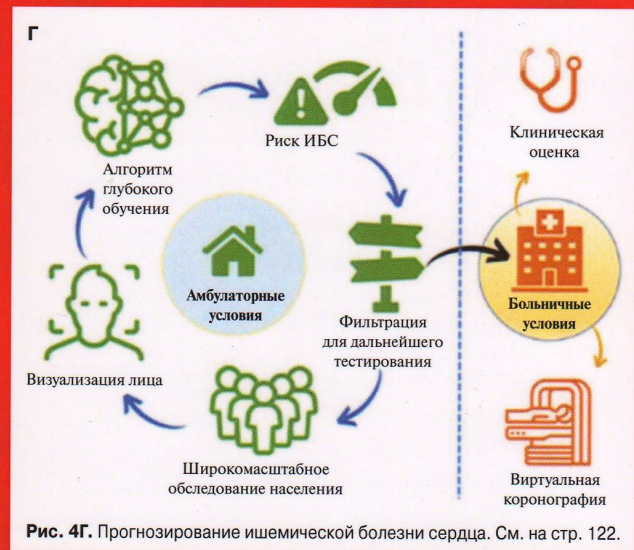 Г
Алгоритм
глубокого
обучения
Риск ИБС
Клиническая
оценка
Амбулаторные
условия
Больничные
условия
Визуализация лица
Фильтрация
для дальнейшего
тестирования
Широкомасштабное
обследование населения
Виртуальная
коронография
Рис. 4Г. Прогнозирование ишемической болезни сердца. См. на стр. 122.